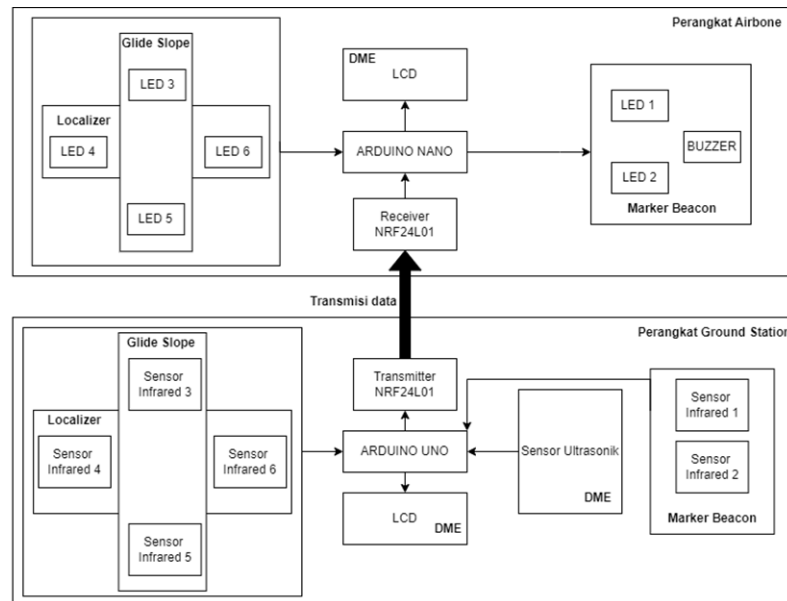 Perangkat Airbone
Glide Slope
LED 3
Localizer
LED 4
LED 6
LED 5
DME
LCD
ARDUINO NANO
Receiver
NRF24L01
LED 1
BUZZER
LED 2
Marker Beacon
Transmisi data
Perangkat Ground Station
Glide Slope
Sensor
Infrared 3
Localizer
Sensor
Infrared 4
Sensor
Infrared 6
Sensor
Infrared 5
Transmitter
NRF24L01
ARDUINO UNO
LCD
DME
Sensor Ultrasonik
DME
Sensor
Infrared 1
Sensor
Infrared 2
Marker Beacon